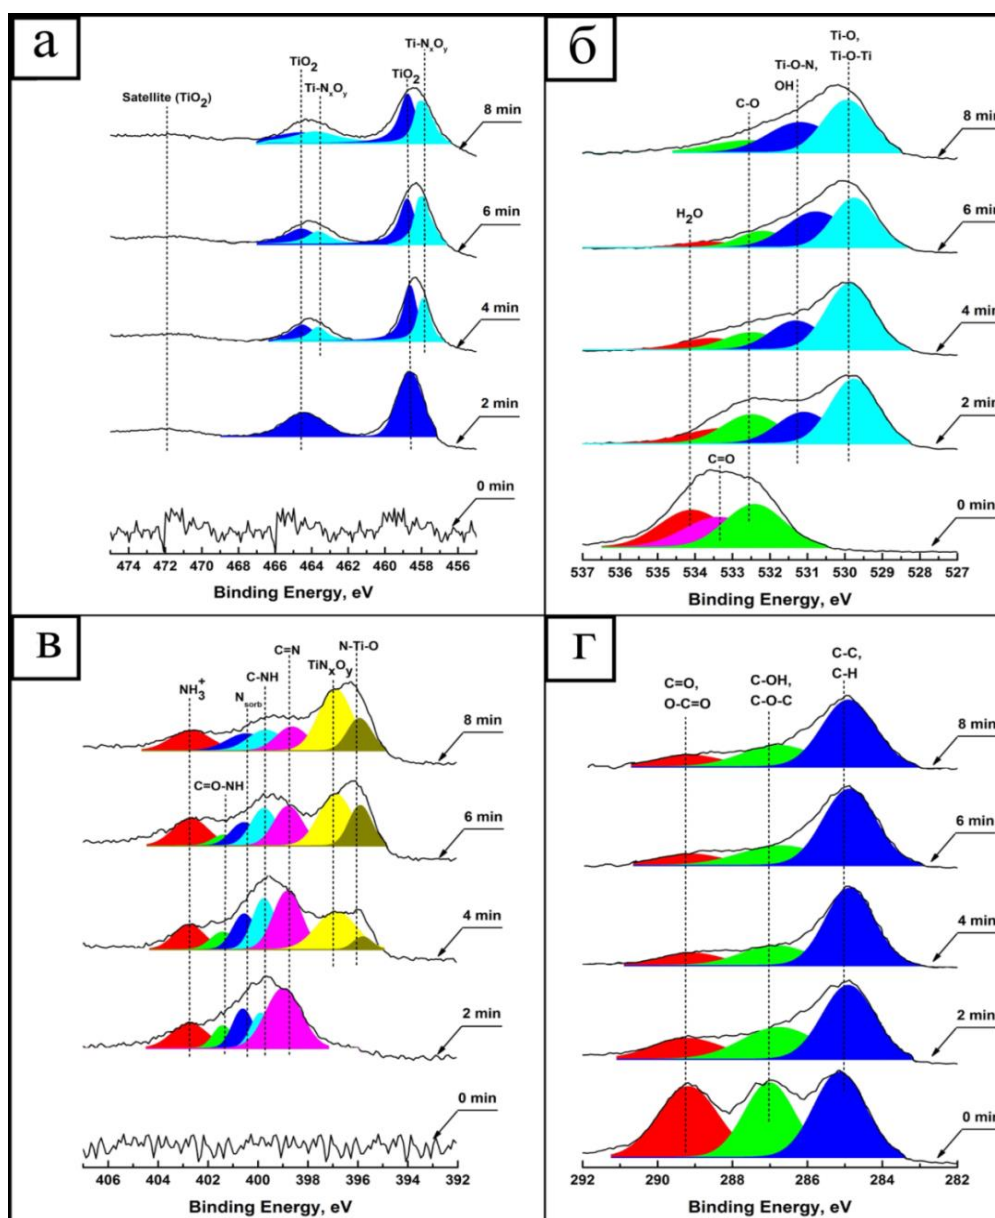 а
Satellite (TiO2)
TiO2
Ti-NxOy
TiO2
Ti-NxOy
8 min
6 min
4 min
2 min
0 min
474 472 470 468 466 464 462 460 458 456
Binding Energy, eV
б
C-O
Ti-O-N,
OH
Ti-O,
Ti-O-Ti
8 min
H2O
6 min
4 min
2 min
C=O
0 min
537 536 535 534 533 532 531 530 529 528 527
Binding Energy, eV
в
NH3+
Nsorb
C-NH
C=N
TiNxOy
N-Ti-O
8 min
C=O-NH
6 min
4 min
2 min
0 min
406 404 402 400 398 396 394 392
Binding Energy, eV
г
C=O,
O-C=O
C-OH,
C-O-C
C-C,
C-H
8 min
6 min
4 min
2 min
0 min
292 290 288 286 284 282
Binding Energy, eV